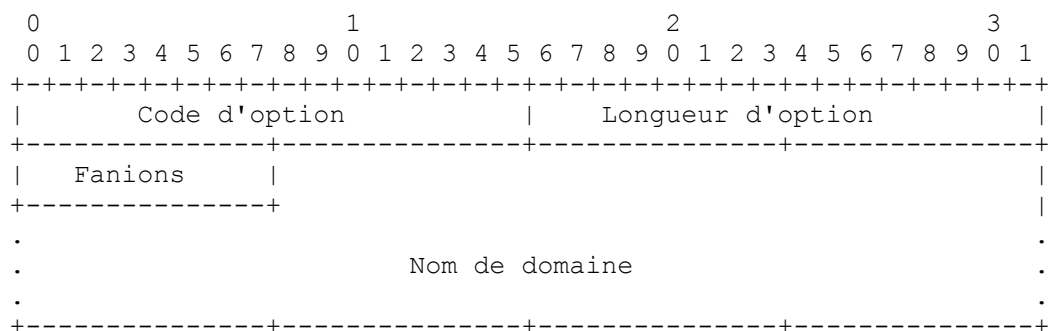 0                   1                   2                   3
0 1 2 3 4 5 6 7 8 9 0 1 2 3 4 5 6 7 8 9 0 1 2 3 4 5 6 7 8 9 0 1
+-+-+-+-+-+-+-+-+-+-+-+-+-+-+-+-+-+-+-+-+-+-+-+-+-+-+-+-+-+-+-+-+
|       Code d'option           |    Longueur d'option          |
+---------------+---------------+---------------+---------------+
|   Fanions     |                                               |
+---------------+                                               |
.                                                               .
.                        Nom de domaine                         .
.                                                               .
+---------------+---------------+---------------+---------------+